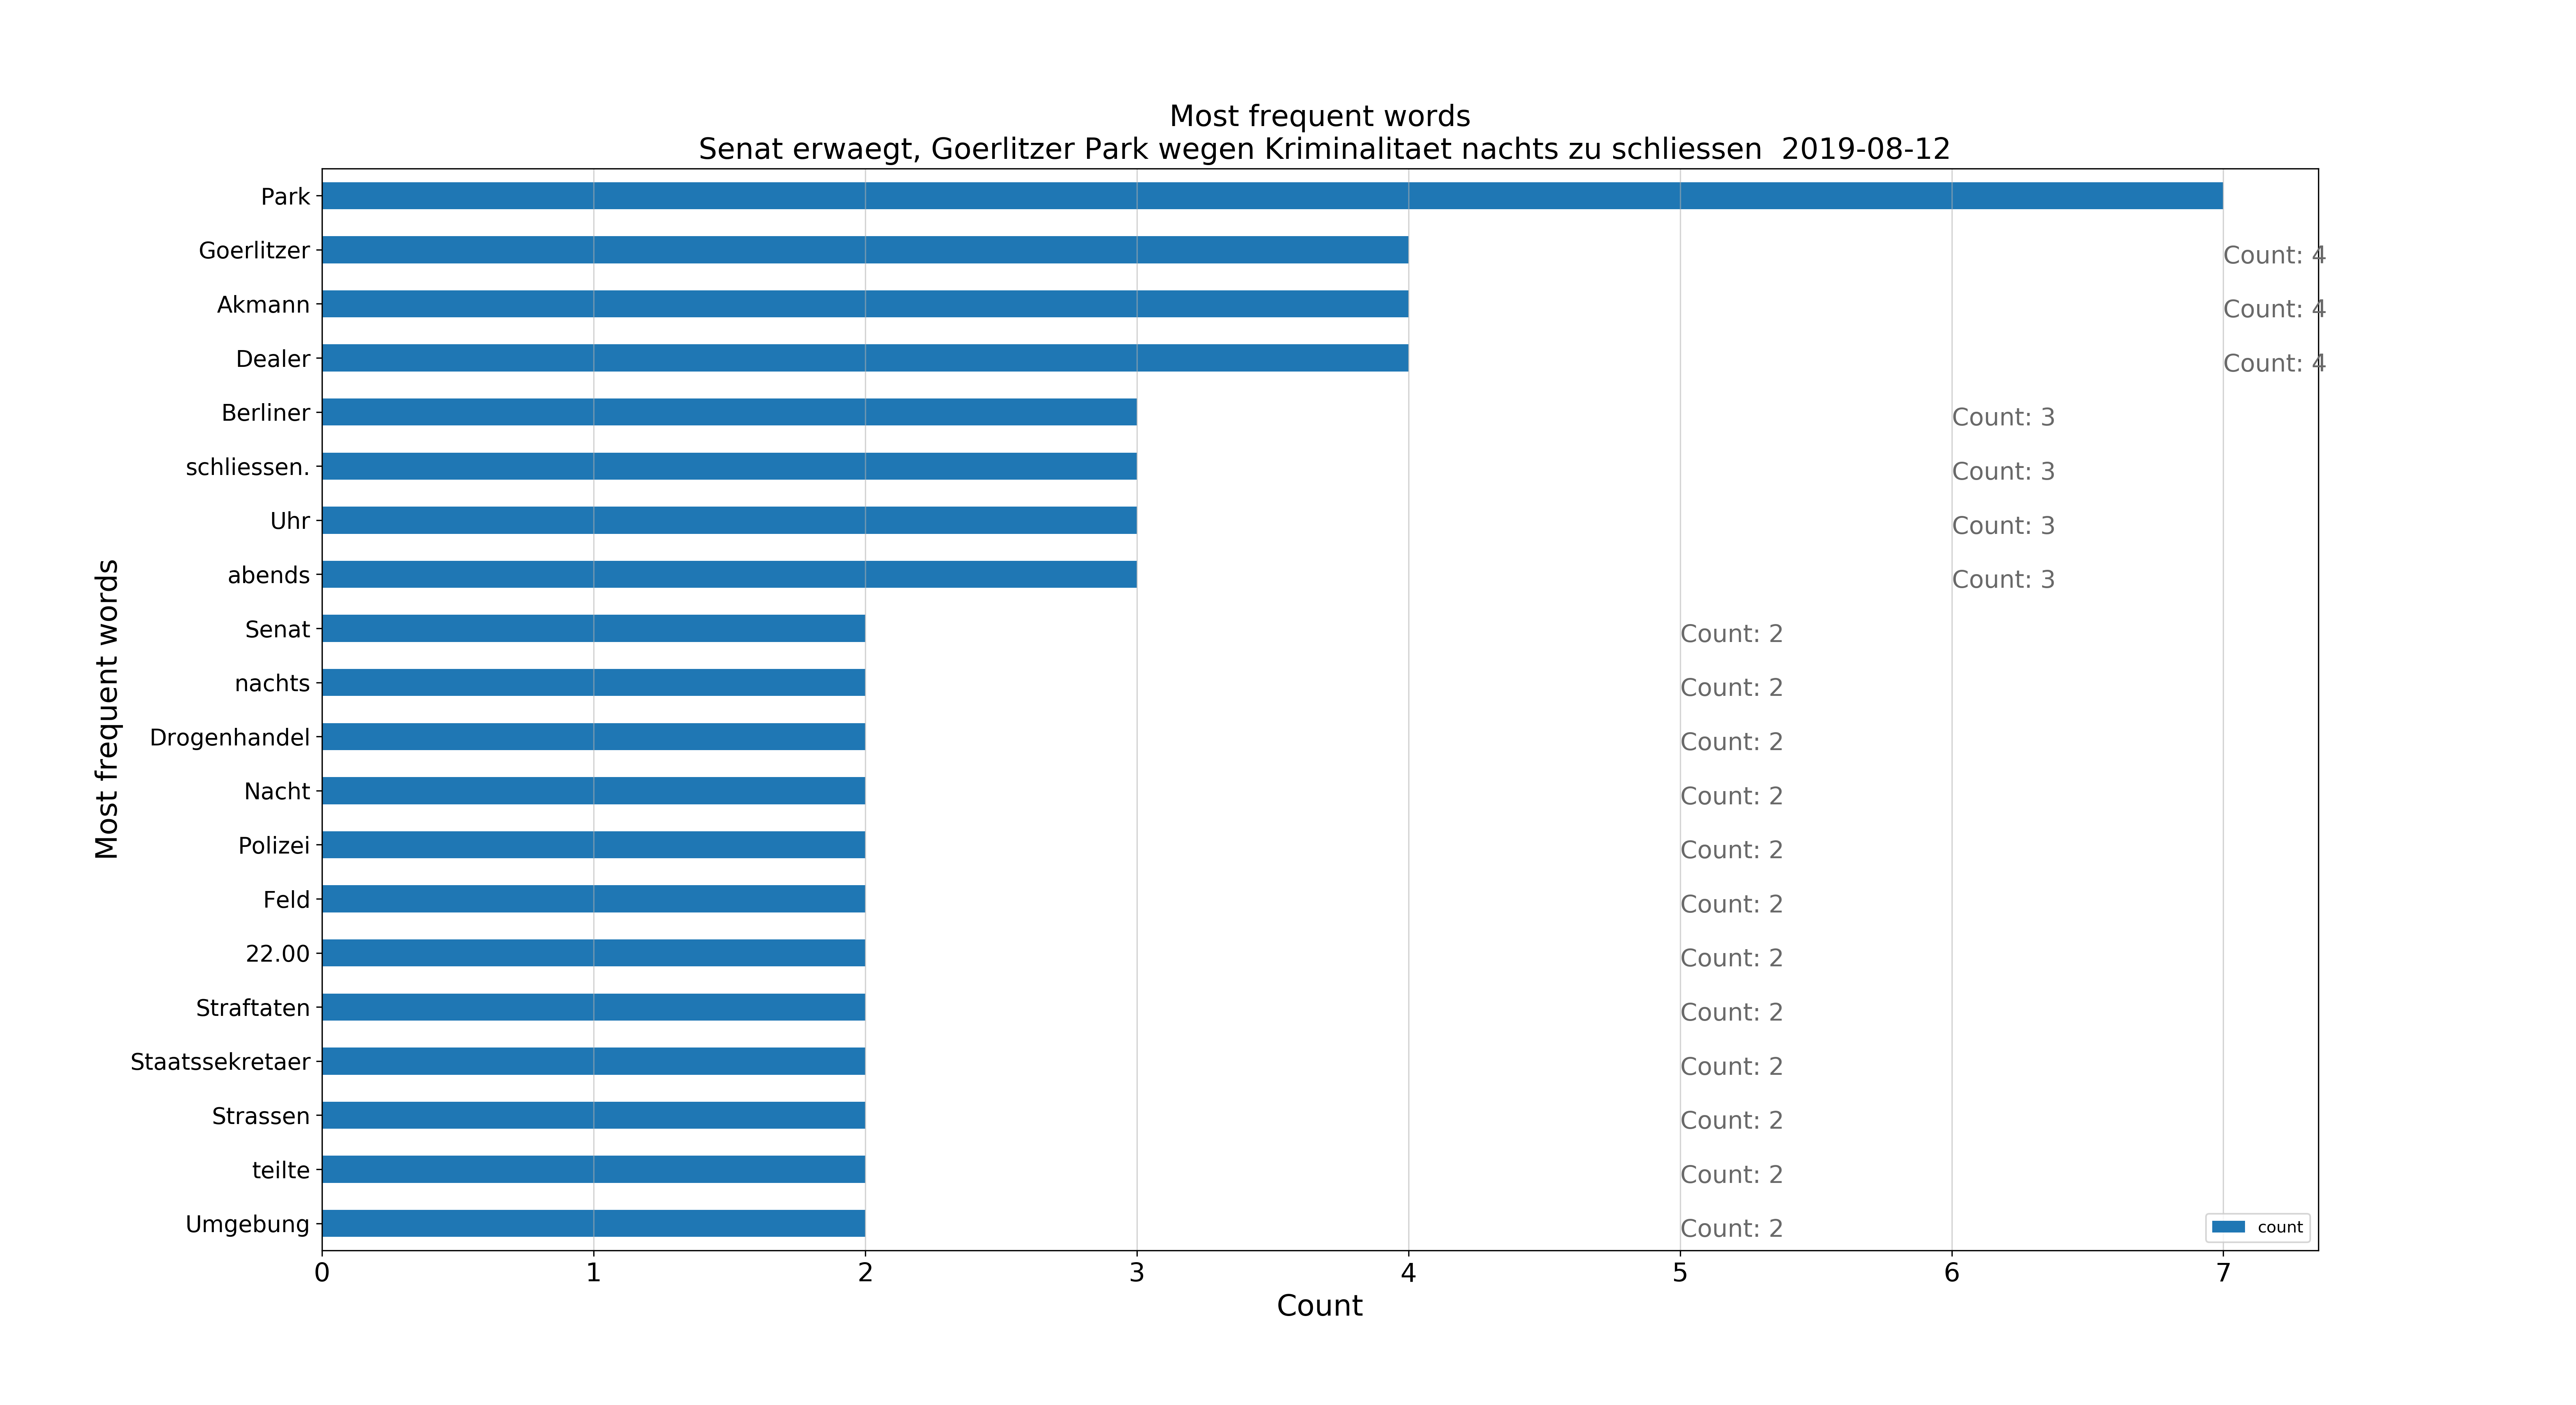 Most frequent words
Senat erwaegt, Goerlitzer Park wegen Kriminalitaet nachts zu schliessen  2019-08-12
Most frequent words
Park
Goerlitzer Count: 4
Akmann Count: 4
Dealer Count: 4
Berliner Count: 3
schliessen. Count: 3
Uhr Count: 3
abends Count: 3
Senat Count: 2
nachts Count: 2
Drogenhandel Count: 2
Nacht Count: 2
Polizei Count: 2
Feld Count: 2
22.00 Count: 2
Straftaten Count: 2
Staatssekretaer Count: 2
Strassen Count: 2
teilte Count: 2
Umgebung Count: 2
count
0 1 2 3 4 5 6 7
Count